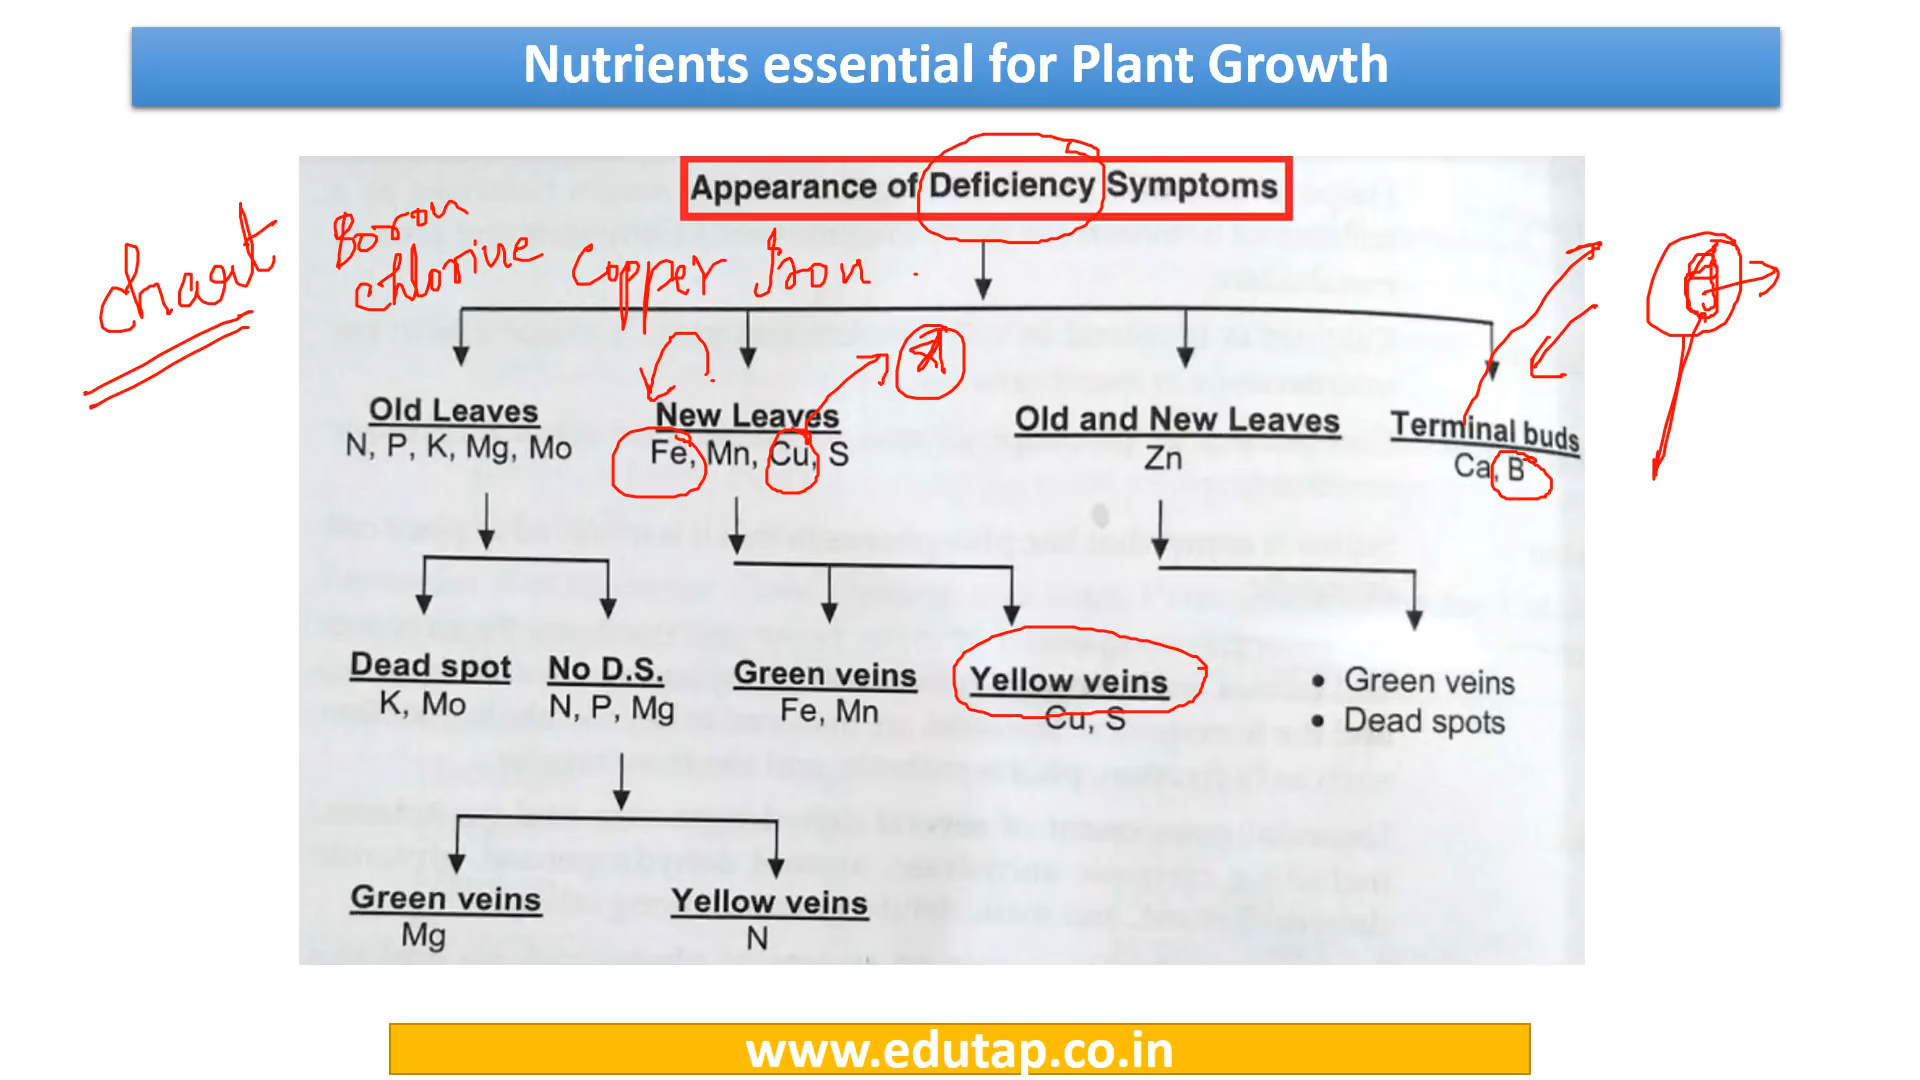 Nutrients essential for Plant Growth
Appearance of Deficiency Symptoms
chart
Boron
chlorine Copper Iron
Old Leaves
N, P, K, Mg, Mo
New Leaves
Fe, Mn, Cu, S
Old and New Leaves
Zn
Terminal buds
Ca, B
Dead spot
K, Mo
No D.S.
N, P, Mg
Green veins
Fe, Mn
Yellow veins
Cu, S
• Green veins
• Dead spots
Green veins
Mg
Yellow veins
N
www.edutap.co.in